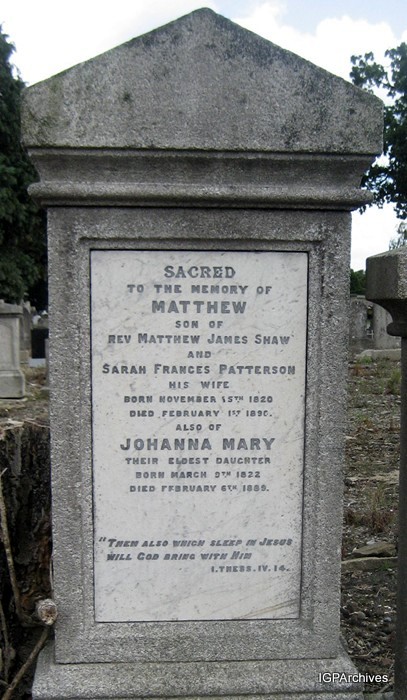 SACRED
TO THE MEMORY OF
MATTHEW
SON OF
REV MATTHEW JAMES SHAW
AND
SARAH FRANCES PATTERSON
HIS WIFE
BORN NOVEMBER 15TH 1820
DIED FEBRUARY 1ST 1890.
ALSO OF
JOHANNA MARY
THEIR ELDEST DAUGHTER
BORN MARCH 9TH 1822
DIED FEBRUARY 6TH 1889.
"THEM ALSO WHICH SLEEP IN JESUS
WILL GOD BRING WITH HIM
I.THESS.IV.14.
IGPArchives